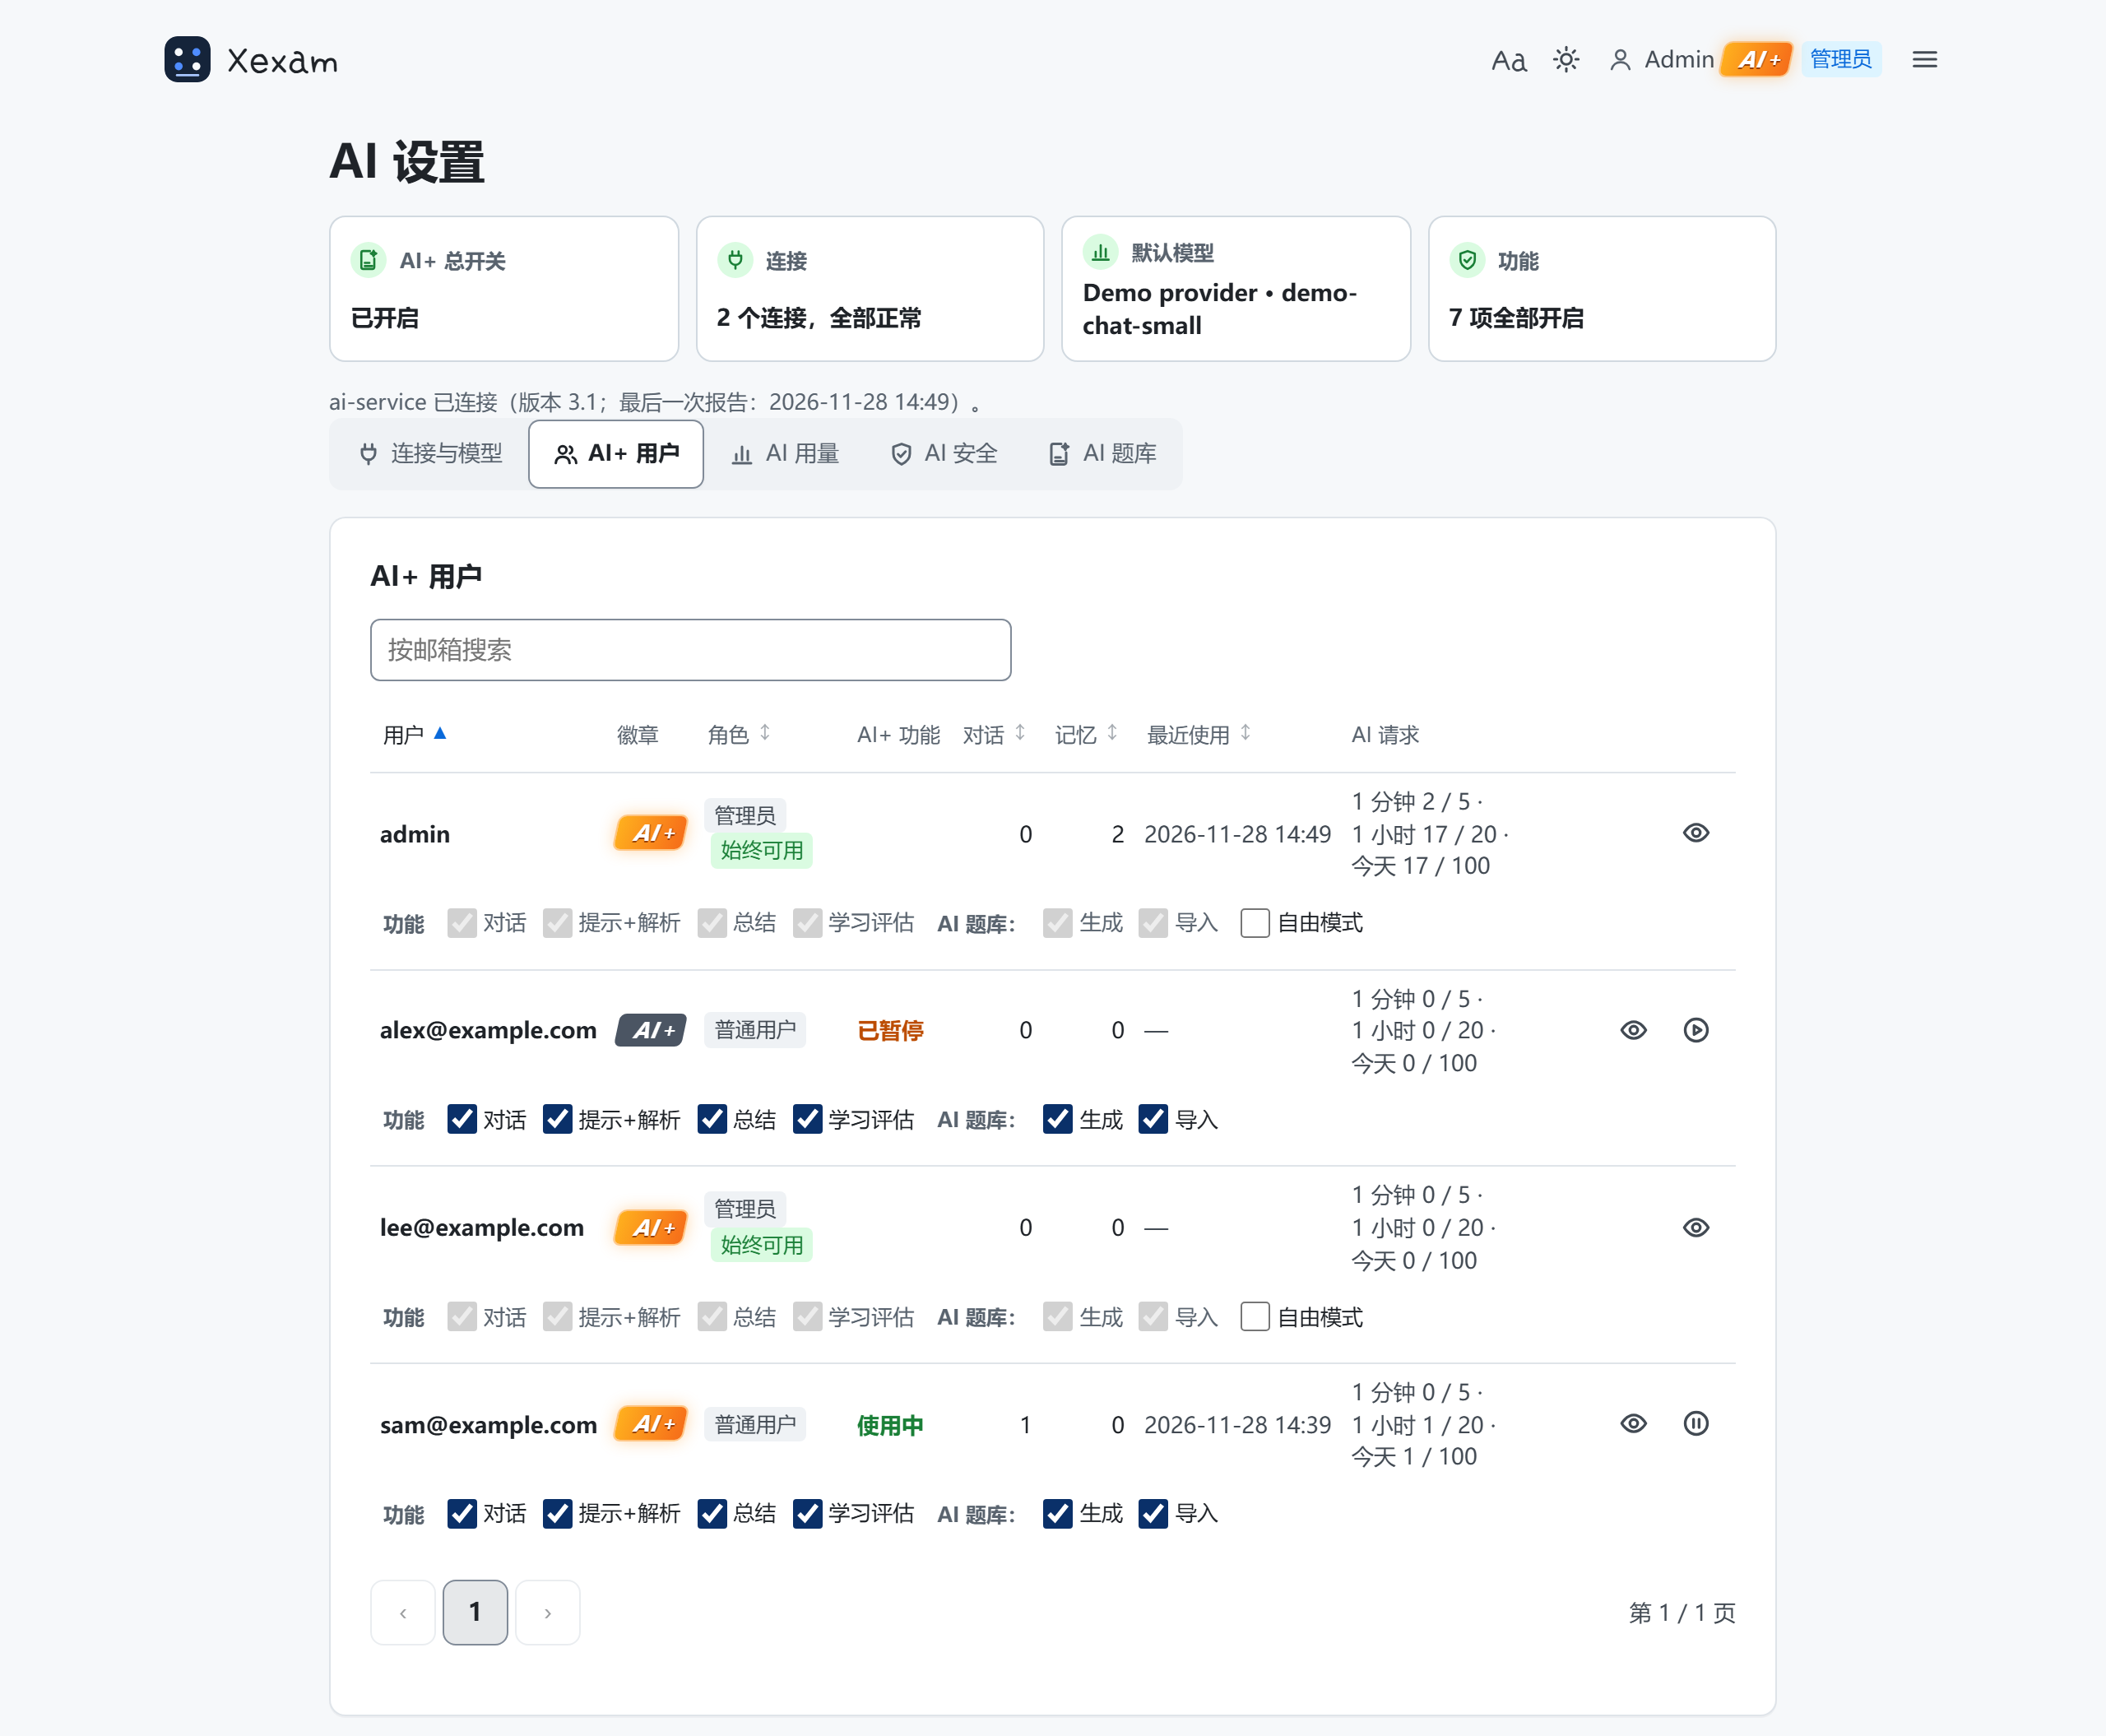 Xexam
Aa Admin AI+ 管理员
AI 设置
AI+ 总开关
已开启
连接
2 个连接，全部正常
默认模型
Demo provider • demo-
chat-small
功能
7 项全部开启
ai-service 已连接（版本 3.1；最后一次报告：2026-11-28 14:49）。
连接与模型 AI+ 用户 AI 用量 AI 安全 AI 题库
AI+ 用户
按邮箱搜索
用户 ▲ 徽章 角色 AI+ 功能 对话 记忆 最近使用 AI 请求
admin AI+ 管理员 始终可用 0 2 2026-11-28 14:49
1 分钟 2 / 5 ·
1 小时 17 / 20 ·
今天 17 / 100
功能 对话 提示+解析 总结 学习评估 AI 题库： 生成 导入 自由模式
alex@example.com AI+ 普通用户 已暂停 0 0 —
1 分钟 0 / 5 ·
1 小时 0 / 20 ·
今天 0 / 100
功能 对话 提示+解析 总结 学习评估 AI 题库： 生成 导入
lee@example.com AI+ 管理员 始终可用 0 0 —
1 分钟 0 / 5 ·
1 小时 0 / 20 ·
今天 0 / 100
功能 对话 提示+解析 总结 学习评估 AI 题库： 生成 导入 自由模式
sam@example.com AI+ 普通用户 使用中 1 0 2026-11-28 14:39
1 分钟 0 / 5 ·
1 小时 1 / 20 ·
今天 1 / 100
功能 对话 提示+解析 总结 学习评估 AI 题库： 生成 导入
‹ 1 › 第 1 / 1 页